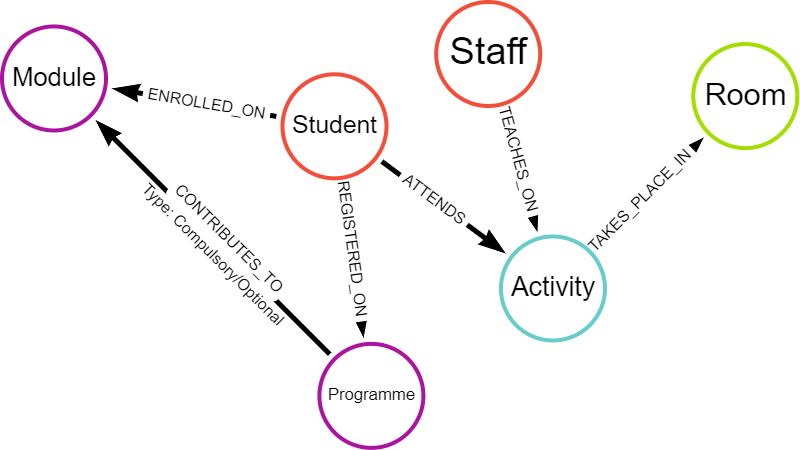 Staff
Module
Room
ENROLLED_ON
Student
TEACHES_ON
ATTENDS
TAKES_PLACE_IN
CONTRIBUTES_TO
Type: Compulsory/Optional
REGISTERED_ON
Activity
Programme